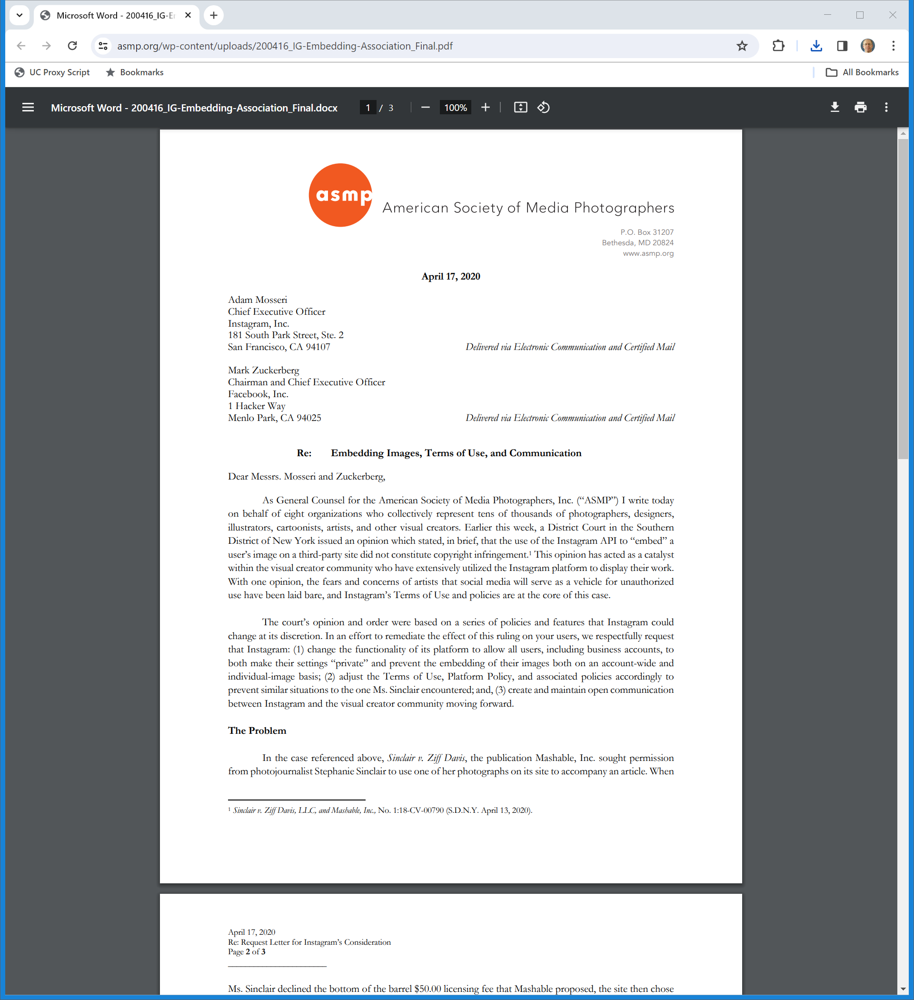 Microsoft Word - 200416_IG-E
asmp.org/wp-content/uploads/200416_IG-Embedding-Association_Final.pdf
UC Proxy Script
Bookmarks
All Bookmarks
Microsoft Word - 200416_IG-Embedding-Association_Final.docx
1 / 3
100%
asmp
American Society of Media Photographers
P.O. Box 31207
Bethesda, MD 20824
www.asmp.org
April 17, 2020
Adam Mosseri
Chief Executive Officer
Instagram, Inc.
181 South Park Street, Ste. 2
San Francisco, CA 94107 Delivered via Electronic Communication and Certified Mail
Mark Zuckerberg
Chairman and Chief Executive Officer
Facebook, Inc.
1 Hacker Way
Menlo Park, CA 94025 Delivered via Electronic Communication and Certified Mail
Re: Embedding Images, Terms of Use, and Communication
Dear Messrs. Mosseri and Zuckerberg,
As General Counsel for the American Society of Media Photographers, Inc. (“ASMP”) I write today
on behalf of eight organizations who collectively represent tens of thousands of photographers, designers,
illustrators, cartoonists, artists, and other visual creators. Earlier this week, a District Court in the Southern
District of New York issued an opinion which stated, in brief, that the use of the Instagram API to “embed” a
user’s image on a third-party site did not constitute copyright infringement.¹ This opinion has acted as a catalyst
within the visual creator community who have extensively utilized the Instagram platform to display their work.
With one opinion, the fears and concerns of artists that social media will serve as a vehicle for unauthorized
use have been laid bare, and Instagram’s Terms of Use and policies are at the core of this case.
The court’s opinion and order were based on a series of policies and features that Instagram could
change at its discretion. In an effort to remediate the effect of this ruling on your users, we respectfully request
that Instagram: (1) change the functionality of its platform to allow all users, including business accounts, to
both make their settings “private” and prevent the embedding of their images both on an account-wide and
individual-image basis; (2) adjust the Terms of Use, Platform Policy, and associated policies accordingly to
prevent similar situations to the one Ms. Sinclair encountered; and, (3) create and maintain open communication
between Instagram and the visual creator community moving forward.
The Problem
In the case referenced above, Sinclair v. Ziff Davis, the publication Mashable, Inc. sought permission
from photojournalist Stephanie Sinclair to use one of her photographs on its site to accompany an article. When
¹ Sinclair v. Ziff Davis, LLC, and Mashable, Inc., No. 1:18-CV-00790 (S.D.N.Y. April 13, 2020).
April 17, 2020
Re: Request Letter for Instagram’s Consideration
Page 2 of 3
Ms. Sinclair declined the bottom of the barrel $50.00 licensing fee that Mashable proposed, the site then chose